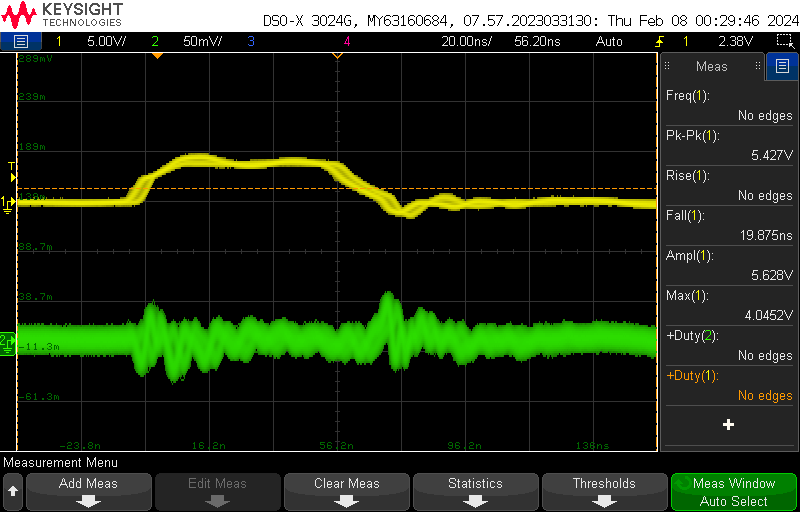 KEYSIGHT
TECHNOLOGIES
DSO-X 3024G, MY63160684, 07.57.2023033130: Thu Feb 08 00:29:46 2024
1 5.00V/ 2 50mV/ 3 4 20.00ns/ 56.20ns Auto 1 2.38V
289mV
239m
189m
139m
88.7m
38.7m
-11.3m
-61.3m
-23.8n 16.2n 56.2n 96.2n 136ns
T
1
2
Meas
Freq(1):
No edges
Pk-Pk(1):
5.427V
Rise(1):
No edges
Fall(1):
19.875ns
Ampl(1):
5.628V
Max(1):
4.0452V
+Duty(2):
No edges
+Duty(1):
No edges
Measurement Menu
Add Meas
Edit Meas
Clear Meas
Statistics
Thresholds
Meas Window
Auto Select